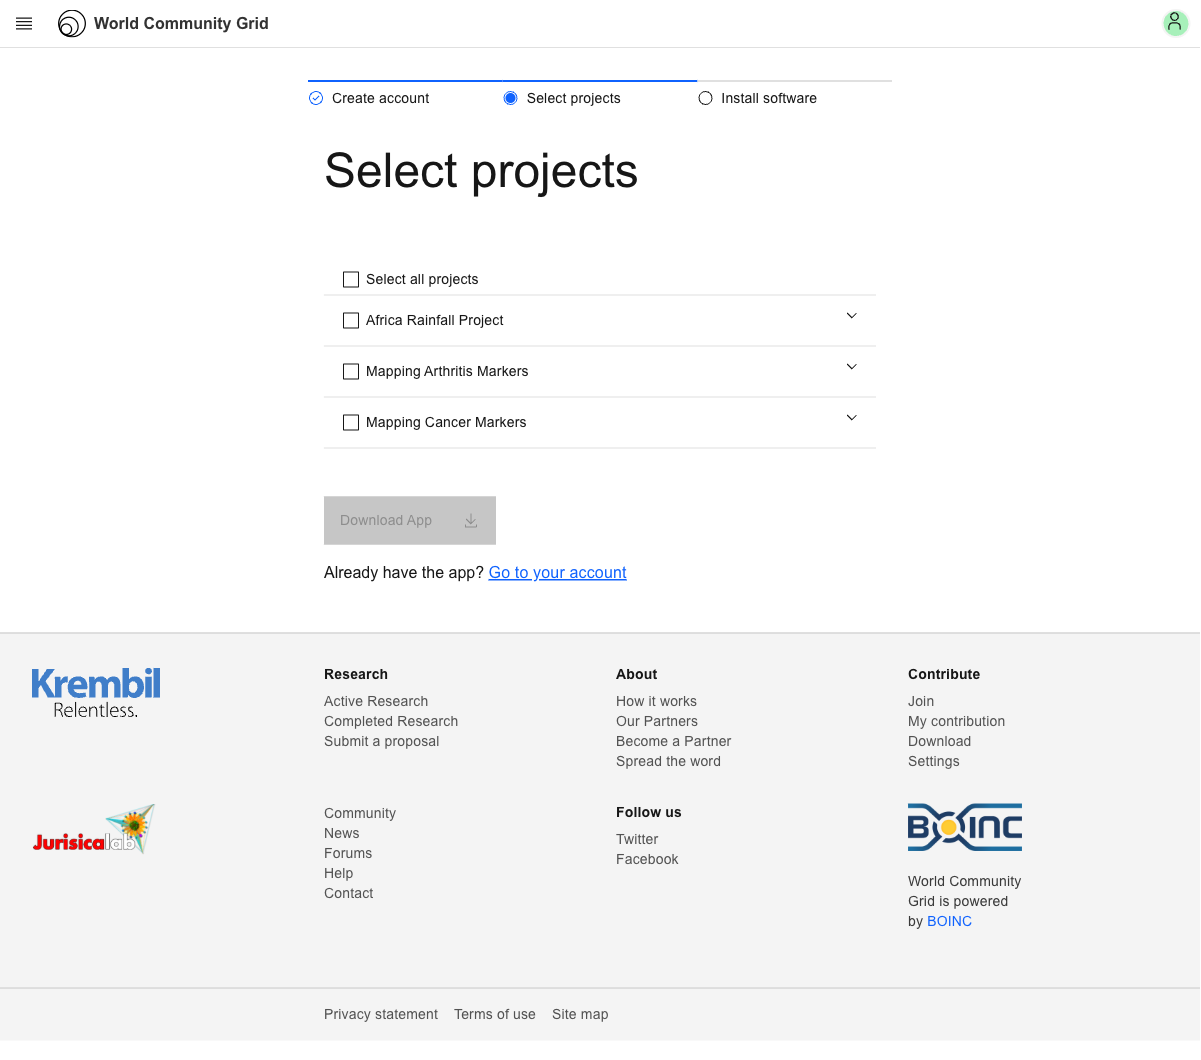 World Community Grid
Create account
Select projects
Install software
Select projects
Select all projects
Africa Rainfall Project
Mapping Arthritis Markers
Mapping Cancer Markers
Download App
Already have the app? Go to your account
Krembil
Relentless.
Research
Active Research
Completed Research
Submit a proposal
About
How it works
Our Partners
Become a Partner
Spread the word
Contribute
Join
My contribution
Download
Settings
Jurisicalab
Community
News
Forums
Help
Contact
Follow us
Twitter
Facebook
BOINC
World Community
Grid is powered
by BOINC
Privacy statement
Terms of use
Site map